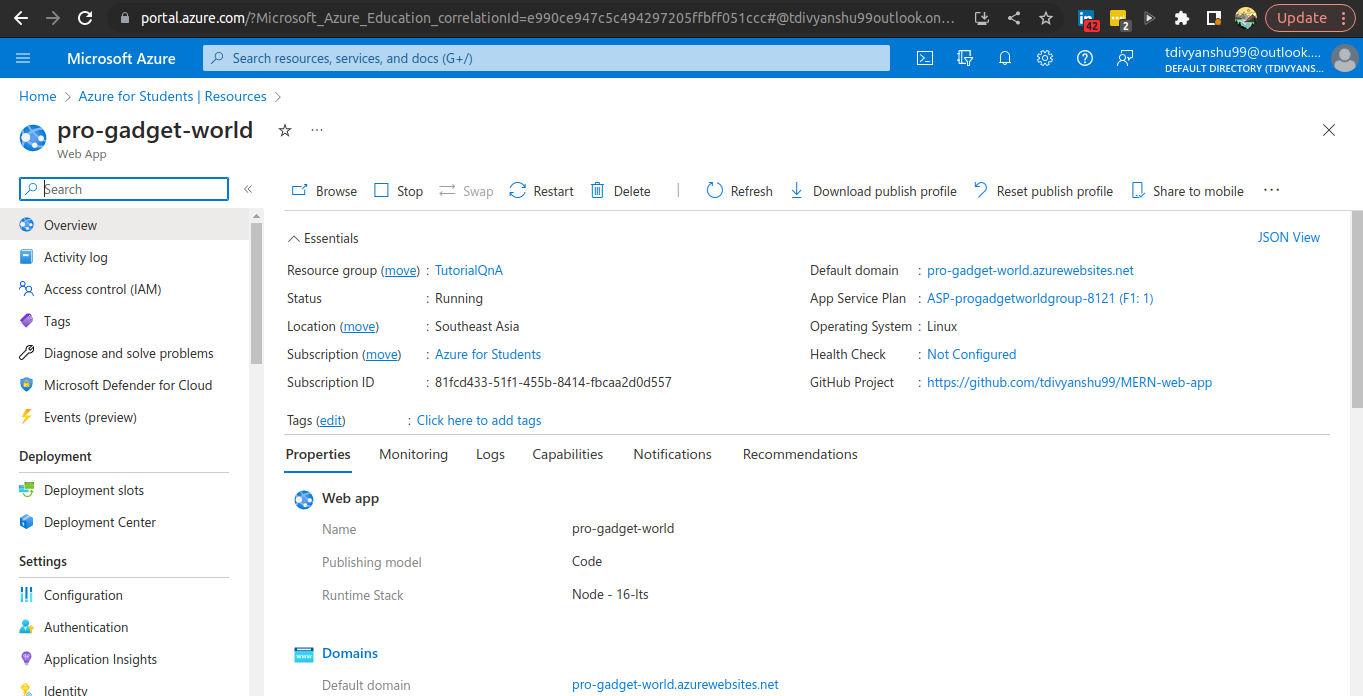 portal.azure.com/?Microsoft_Azure_Education_correlationId=e990ce947c5c494297205ffbff051ccc#@tdivyanshu99outlook.on...
42
2
Update
Microsoft Azure
Search resources, services, and docs (G+/)
tdivyanshu99@outlook....
DEFAULT DIRECTORY (TDIVYANS...
Home > Azure for Students | Resources >
pro-gadget-world
Web App
Search
Overview
Activity log
Access control (IAM)
Tags
Diagnose and solve problems
Microsoft Defender for Cloud
Events (preview)
Deployment
Deployment slots
Deployment Center
Settings
Configuration
Authentication
Application Insights
Identity
Browse Stop Swap Restart Delete Refresh Download publish profile Reset publish profile Share to mobile
Essentials
JSON View
Resource group (move) : TutorialQnA
Status : Running
Location (move) : Southeast Asia
Subscription (move) : Azure for Students
Subscription ID : 81fcd433-51f1-455b-8414-fbcaa2d0d557
Default domain : pro-gadget-world.azurewebsites.net
App Service Plan : ASP-progadgetworldgroup-8121 (F1: 1)
Operating System : Linux
Health Check : Not Configured
GitHub Project : https://github.com/tdivyanshu99/MERN-web-app
Tags (edit) : Click here to add tags
Properties Monitoring Logs Capabilities Notifications Recommendations
Web app
Name pro-gadget-world
Publishing model Code
Runtime Stack Node - 16-lts
Domains
Default domain pro-gadget-world.azurewebsites.net